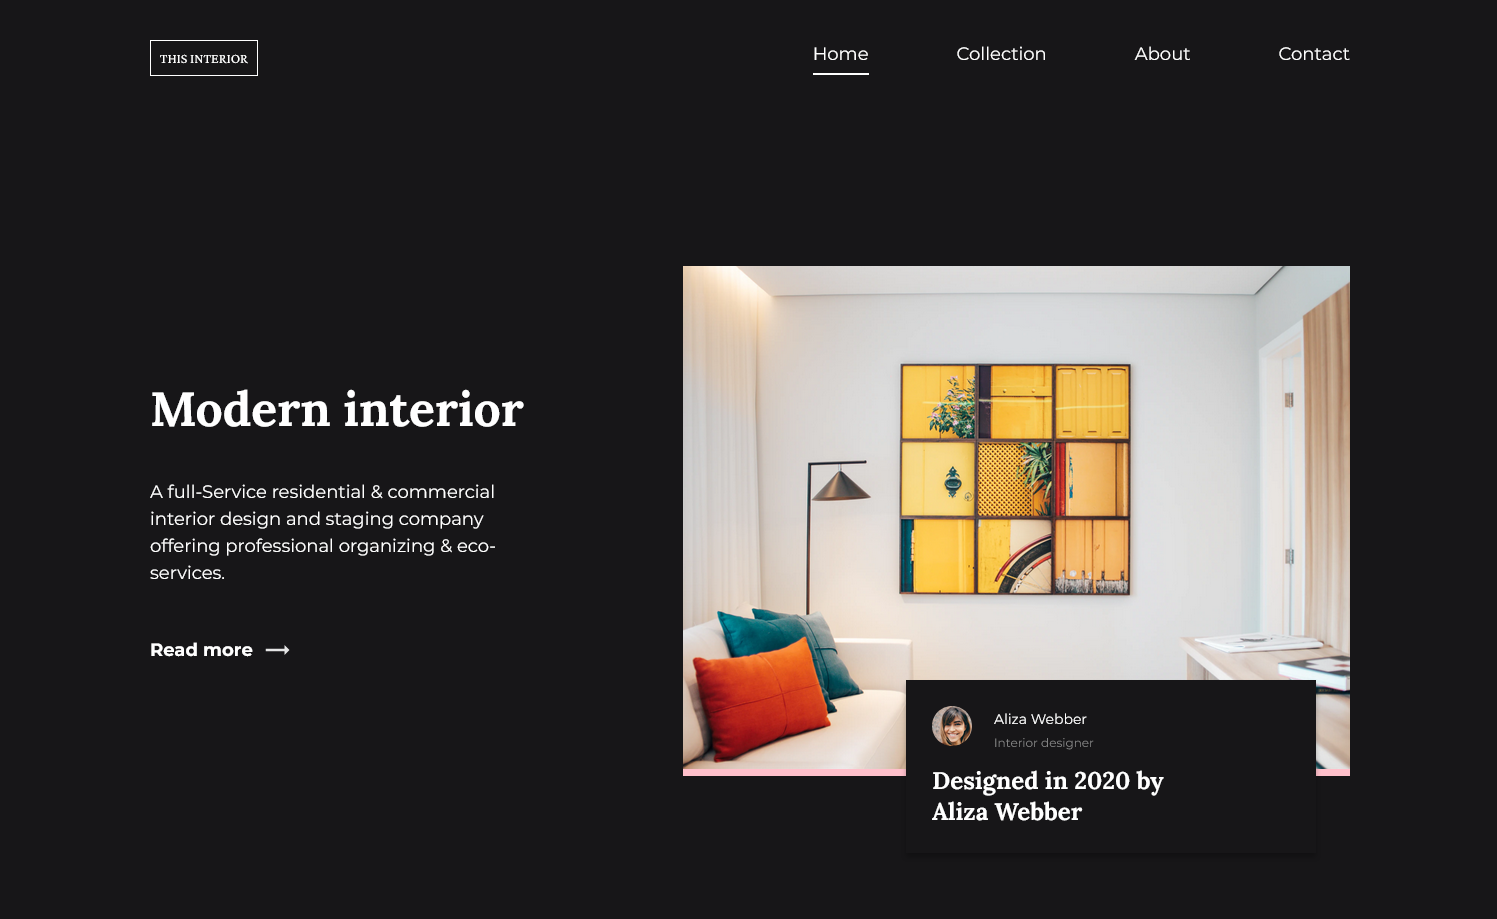 THIS INTERIOR
Home
Collection
About
Contact
Modern interior
A full-Service residential & commercial
interior design and staging company
offering professional organizing & eco-
services.
Read more
Aliza Webber
Interior designer
Designed in 2020 by
Aliza Webber